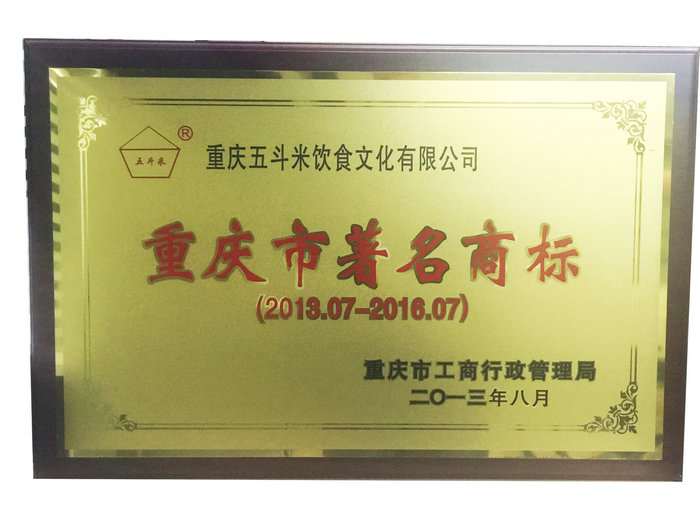 五斗米
®
重庆五斗米饮食文化有限公司
重庆市著名商标
(2013.07-2016.07)
重庆市工商行政管理局
二〇一三年八月